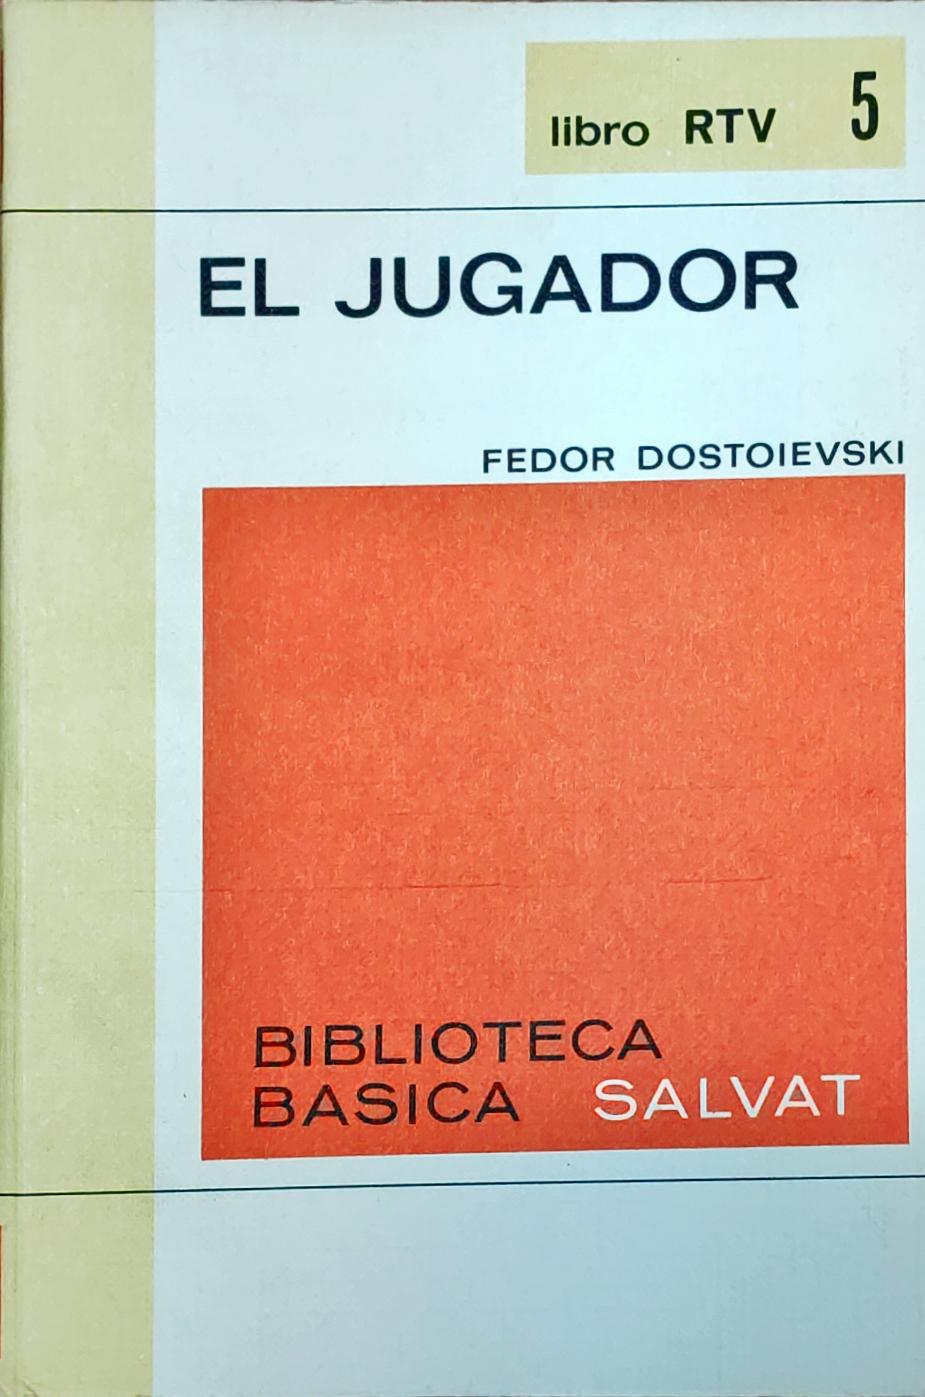 libro RTV 5
EL JUGADOR
FEDOR DOSTOIEVSKI
BIBLIOTECA
BASICA SALVAT